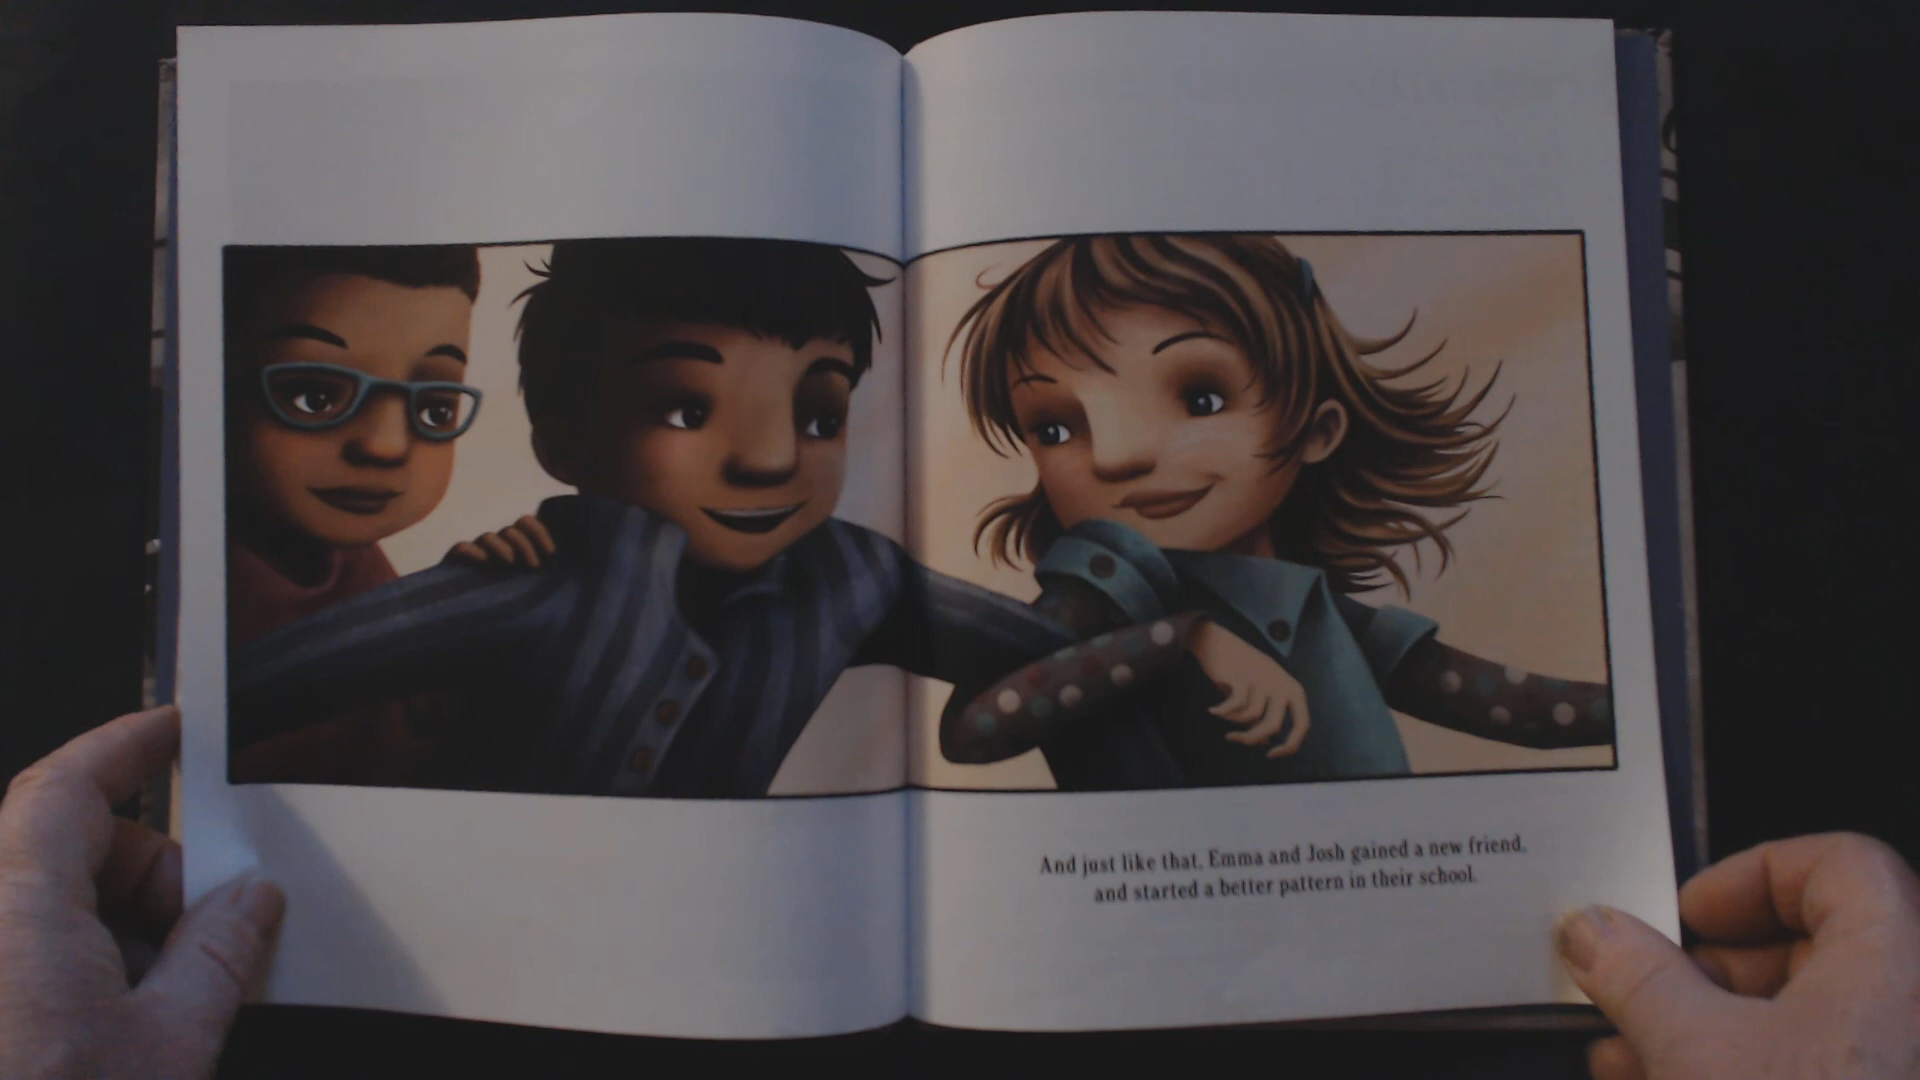 And just like that, Emma and Josh gained a new friend,
and started a better pattern in their school.